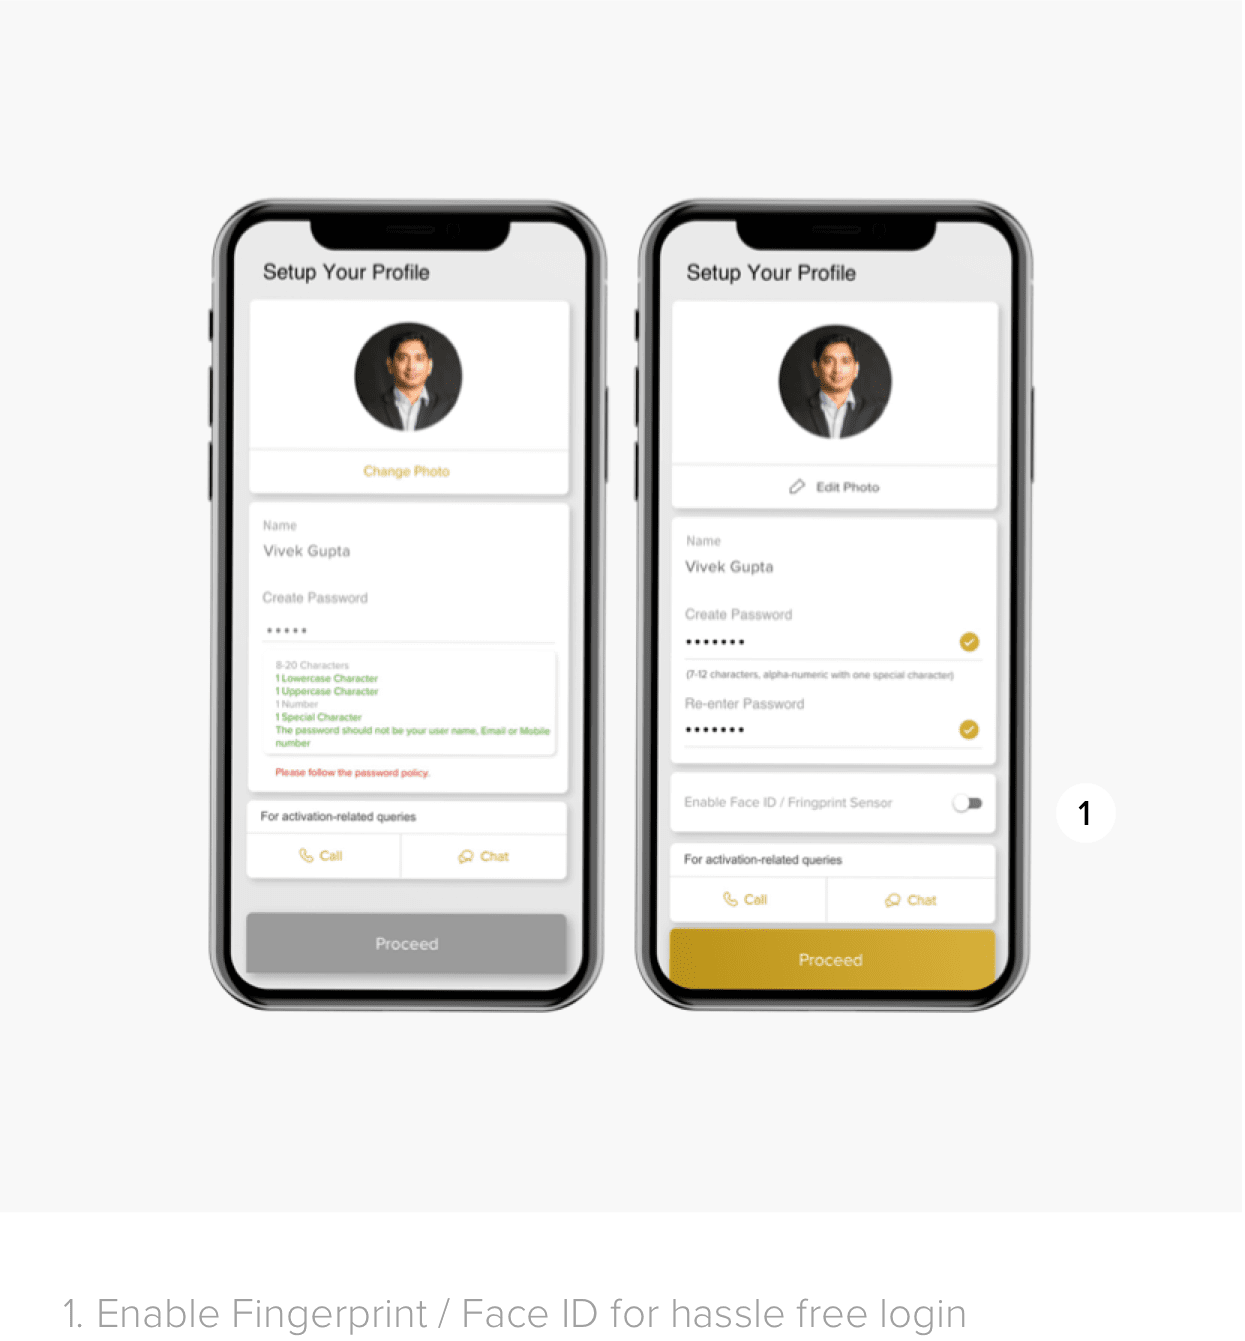 Setup Your Profile
Change Photo
Name
Vivek Gupta
Create Password
•••••
8-20 Characters
1 Lowercase Character
1 Uppercase Character
1 Number
1 Special Character
The password should not be your user name, Email or Mobile
number
Please follow the password policy.
For activation-related queries
Call
Chat
Proceed
Setup Your Profile
Edit Photo
Name
Vivek Gupta
Create Password
•••••••
(7-12 characters, alpha-numeric with one special character)
Re-enter Password
•••••••
Enable Face ID / Fringprint Sensor
For activation-related queries
Call
Chat
Proceed
1
1. Enable Fingerprint / Face ID for hassle free login